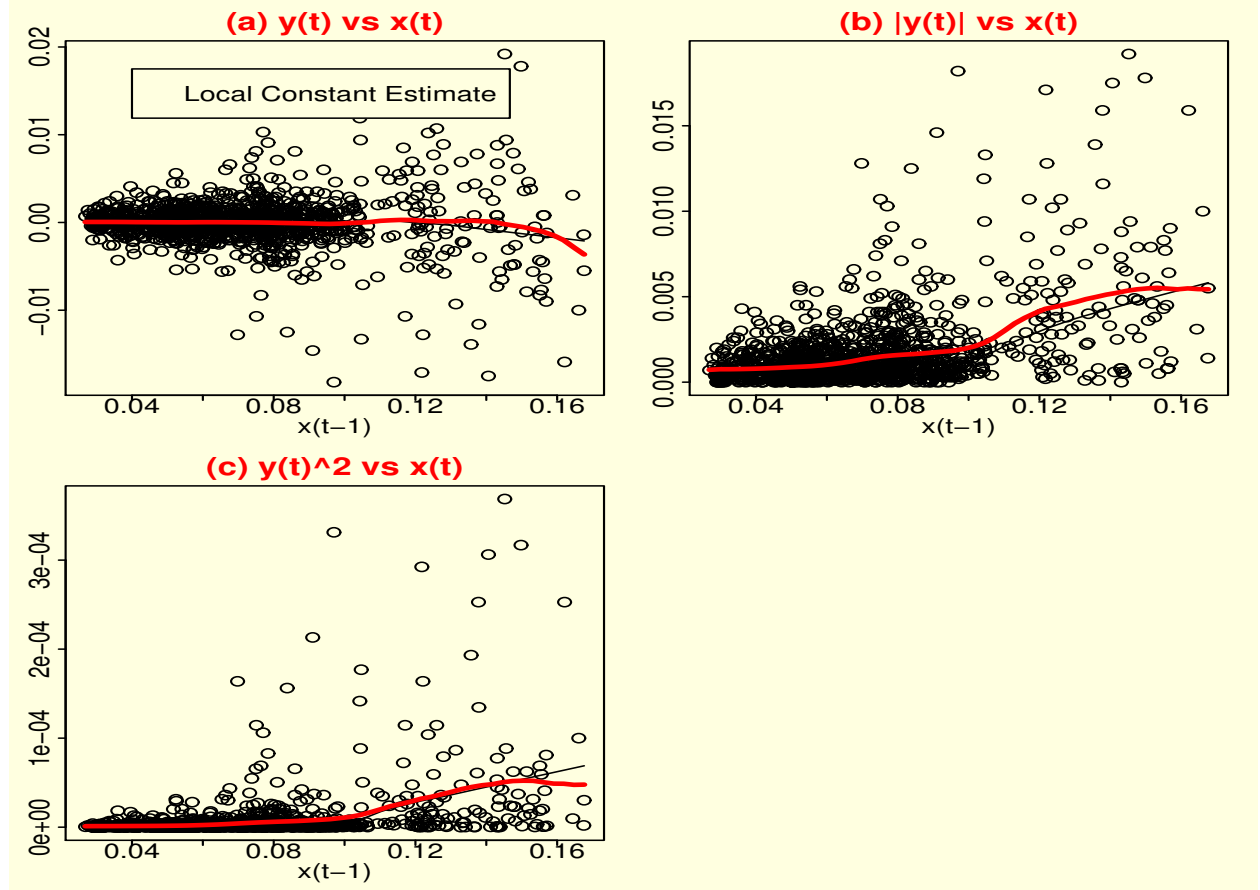 (a) y(t) vs x(t)
0.02
0.01
0.00
−0.01
Local Constant Estimate
0.04
0.08
0.12
0.16
x(t−1)
(b) |y(t)| vs x(t)
0.015
0.010
0.005
0.000
0.04
0.08
0.12
0.16
x(t−1)
(c) y(t)^2 vs x(t)
3e−04
2e−04
1e−04
0e+00
0.04
0.08
0.12
0.16
x(t−1)